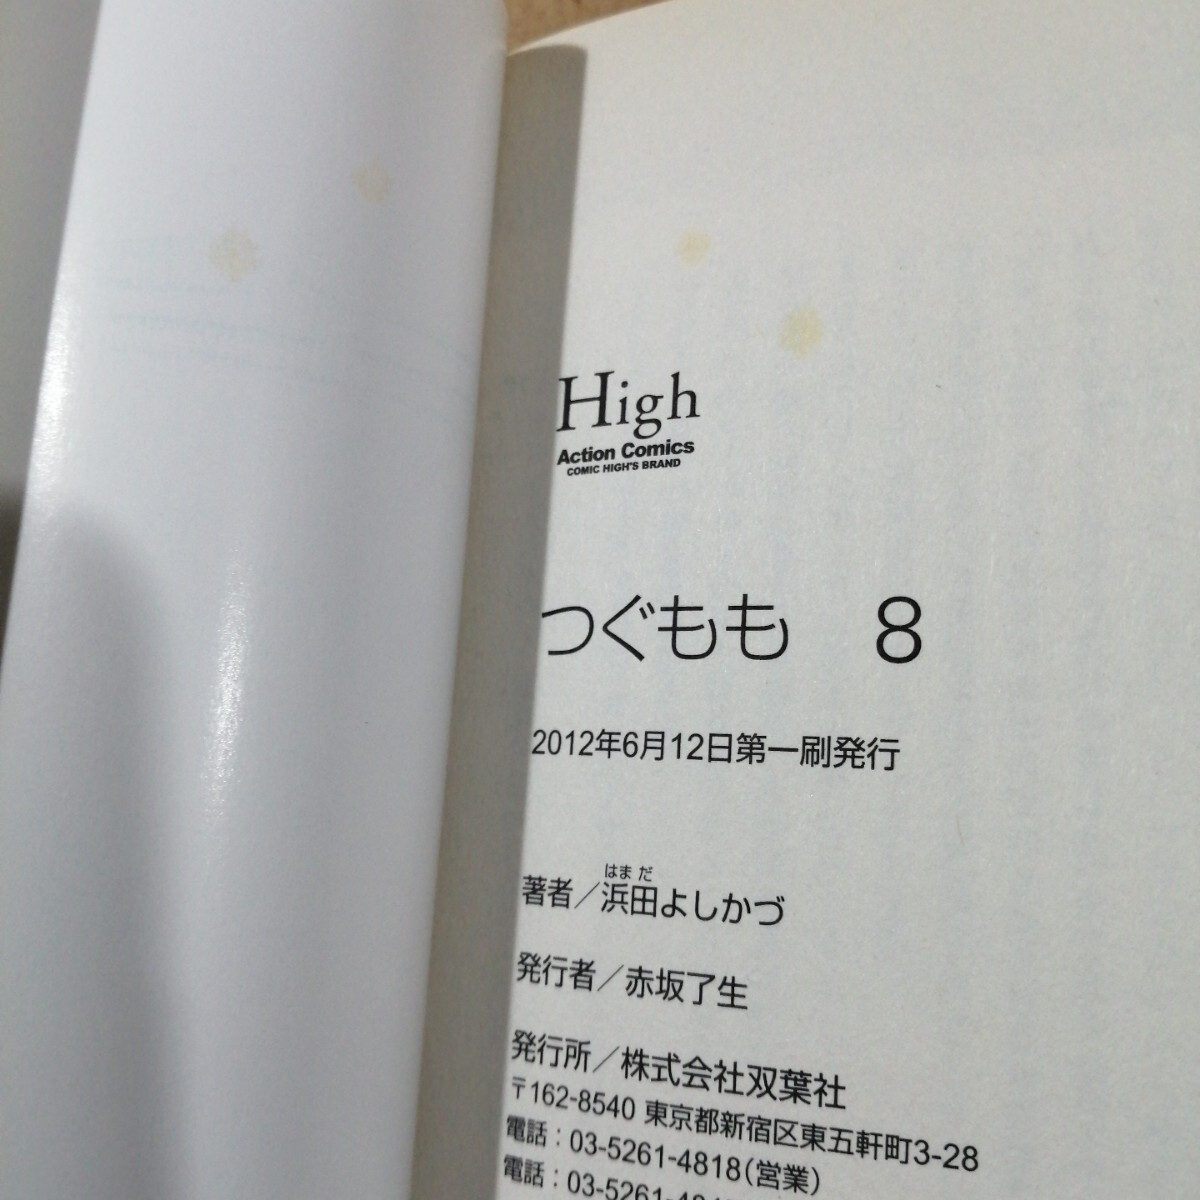 High
Action Comics
COMIC HIGH'S BRAND
つぐもも　8
2012年6月12日第一刷発行
はまだ
著者／浜田よしかづ
発行者／赤坂了生
発行所／株式会社双葉社
〒162-8540 東京都新宿区東五軒町3-28
電話：03-5261-4818(営業)
電話：03-5261-